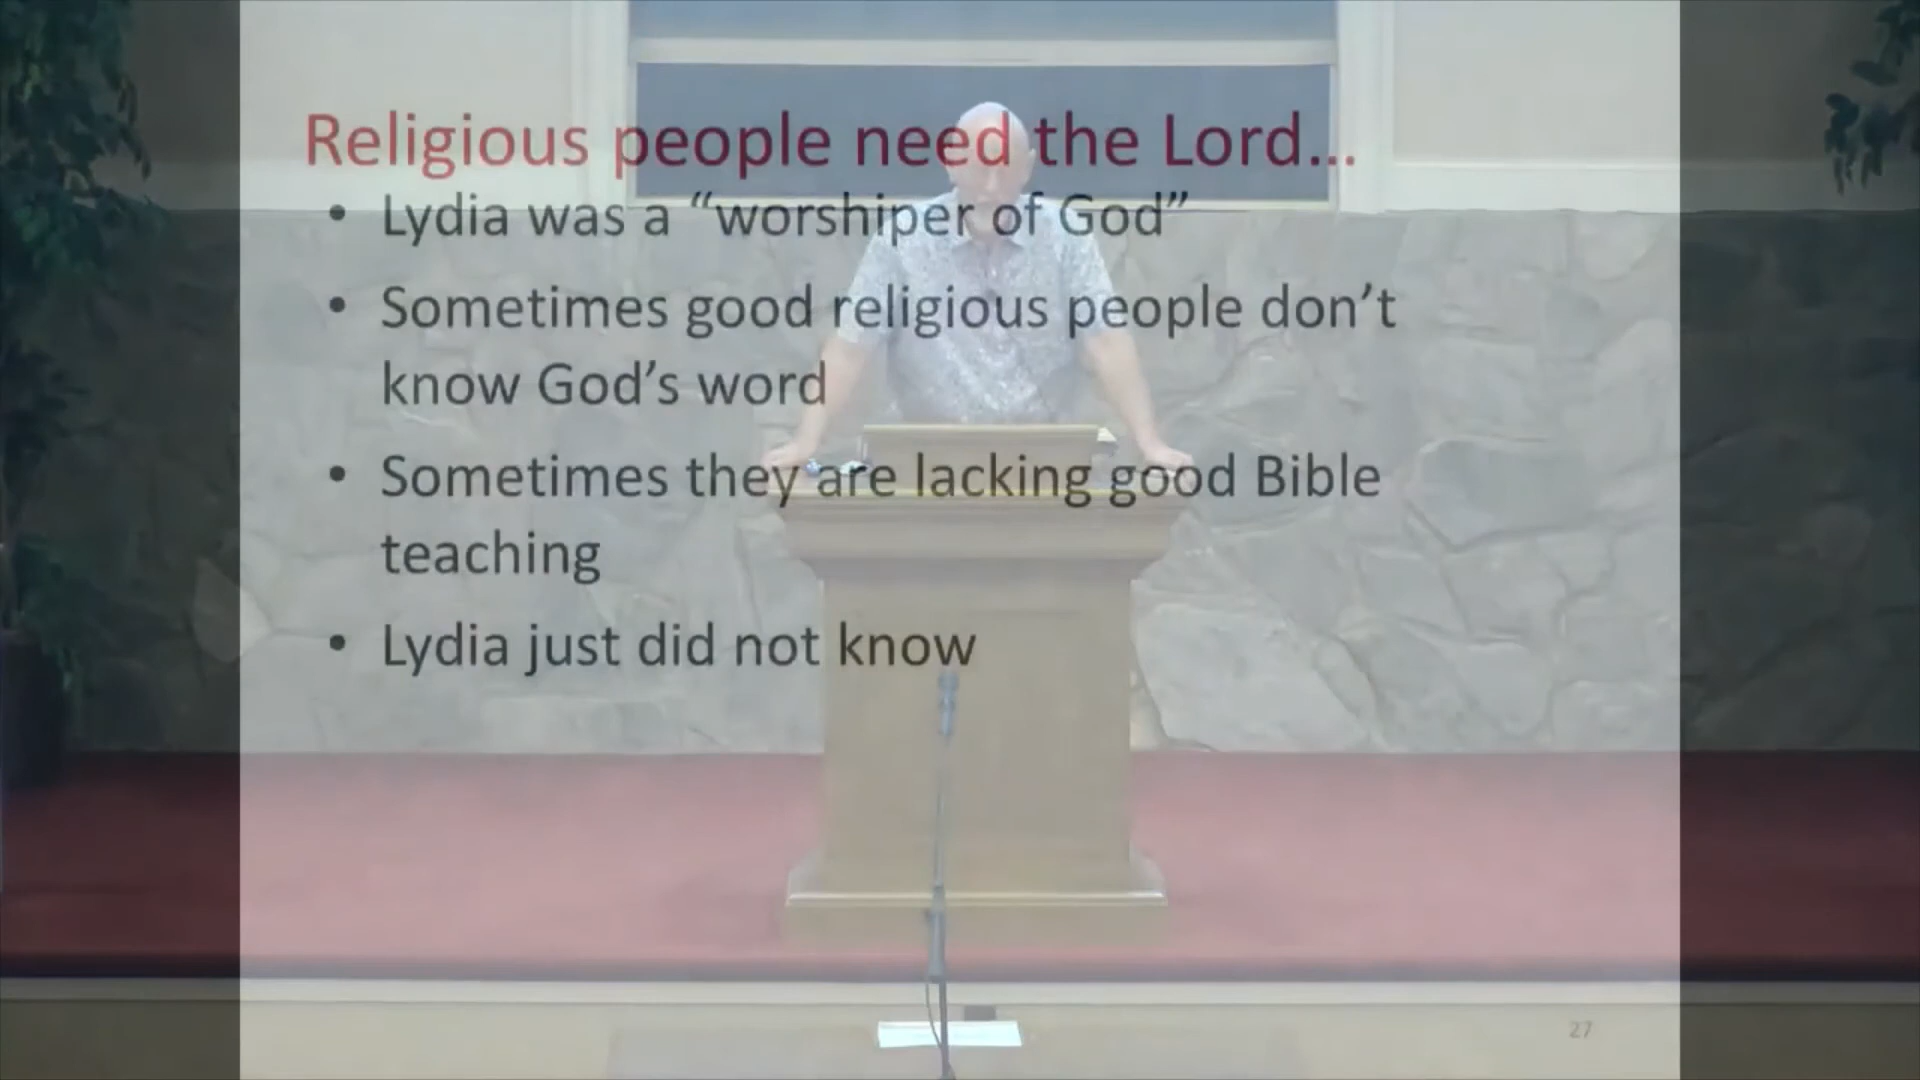 Religious people need the Lord...
• Lydia was a “worshiper of God”
• Sometimes good religious people don’t
know God’s word
• Sometimes they are lacking good Bible
teaching
• Lydia just did not know
27